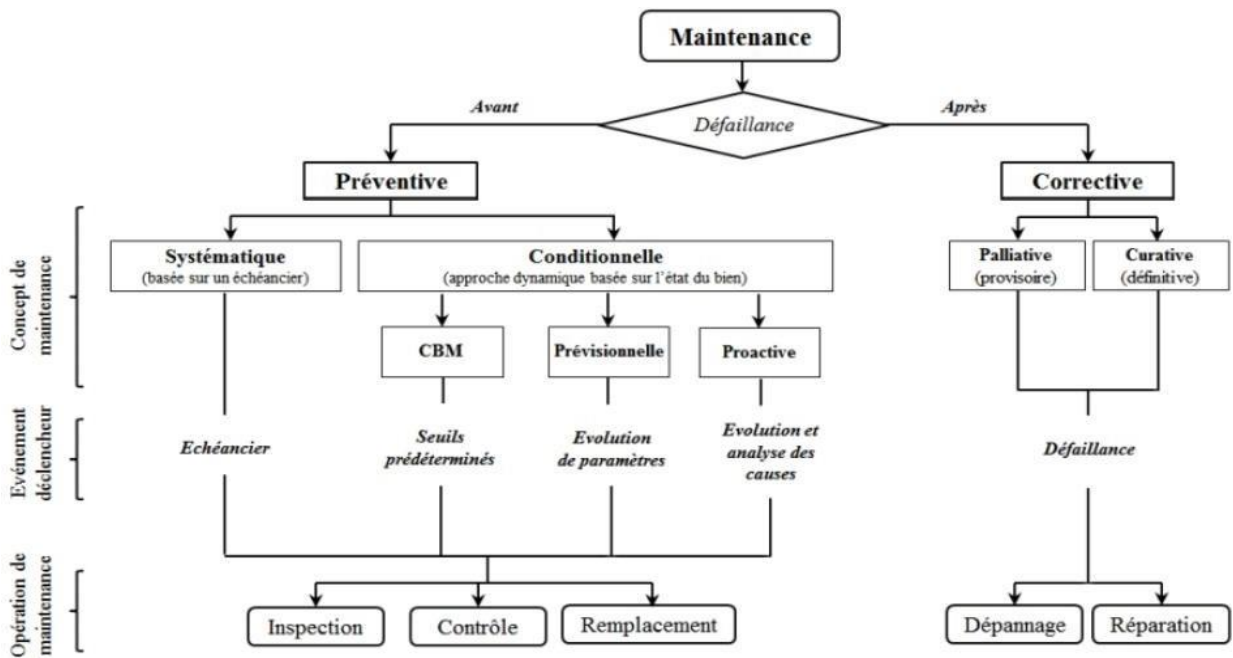 Maintenance
Avant
Après
Défaillance
Préventive
Corrective
Concept de
maintenance
Systématique
(basée sur un échéancier)
Conditionnelle
(approche dynamique basée sur l'état du bien)
Palliative
(provisoire)
Curative
(définitive)
CBM
Prévisionnelle
Proactive
Evénement
déclencheur
Echéancier
Seuils
prédéterminés
Evolution
de paramètres
Evolution et
analyse des
causes
Défaillance
Opération de
maintenance
Inspection
Contrôle
Remplacement
Dépannage
Réparation